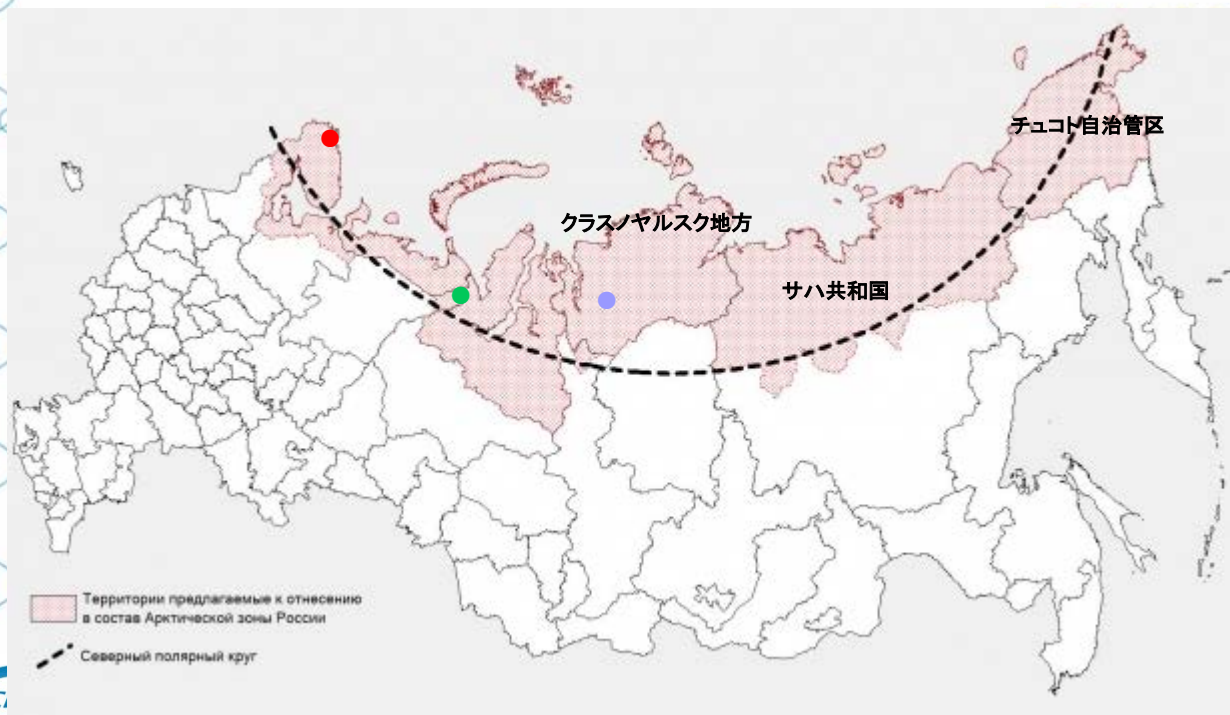 チュコト自治管区
クラスノヤルスク地方
サハ共和国
Территории предлагаемые к отнесению
в состав Арктической зоны России
Северный полярный круг